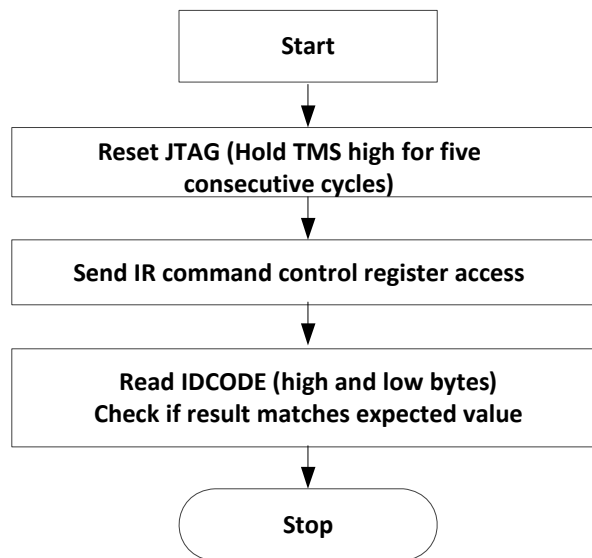 Start
Reset JTAG (Hold TMS high for five
consecutive cycles)
Send IR command control register access
Read IDCODE (high and low bytes)
Check if result matches expected value
Stop